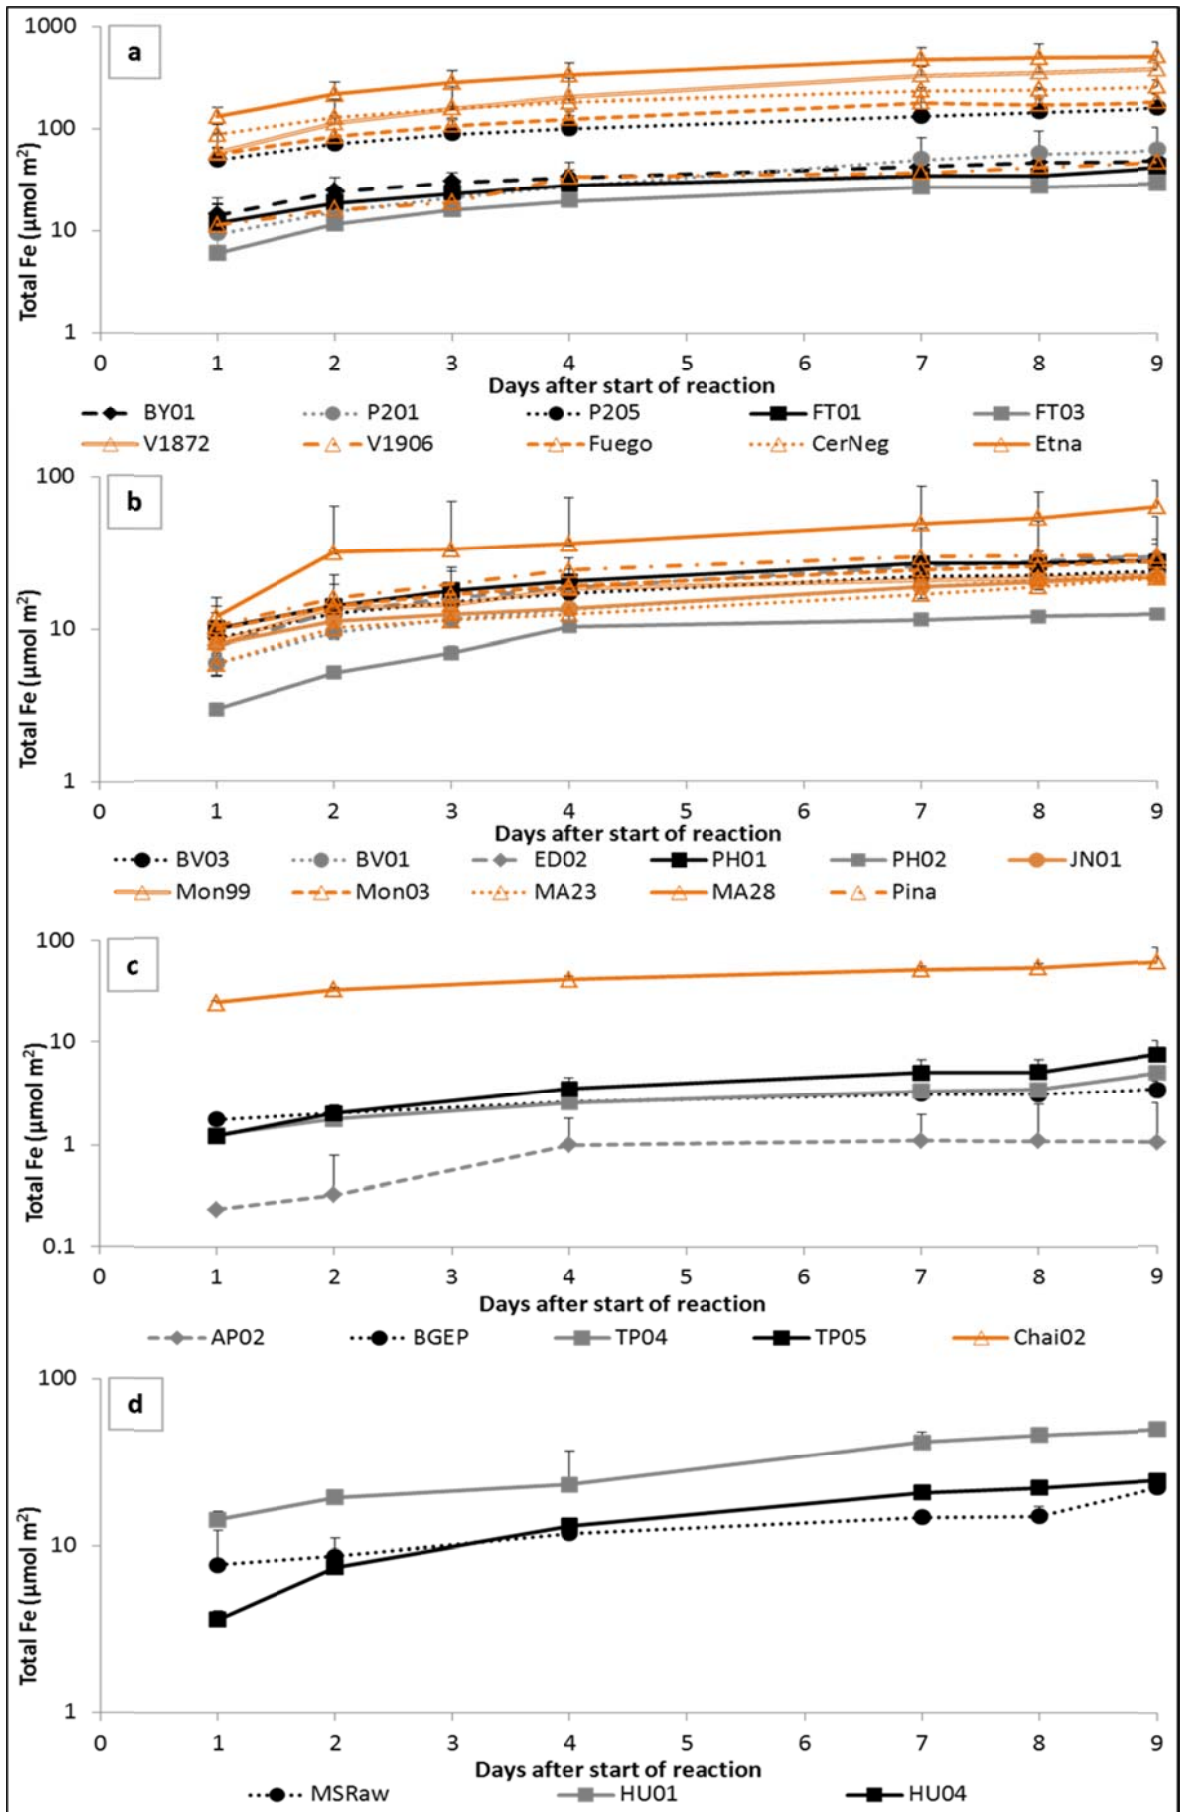 a
1000
100
10
1
Total Fe (µmol m²)
0 1 2 3 4 5 6 7 8 9
Days after start of reaction
BY01 P201 P205 FT01 FT03
V1872 V1906 Fuego CerNeg Etna
b
100
10
1
Total Fe (µmol m²)
0 1 2 3 4 5 6 7 8 9
Days after start of reaction
BV03 BV01 ED02 PH01 PH02 JN01
Mon99 Mon03 MA23 MA28 Pina
c
100
10
1
0.1
Total Fe (µmol m²)
0 1 2 3 4 5 6 7 8 9
Days after start of reaction
AP02 BGEP TP04 TP05 Chai02
d
100
10
1
Total Fe (µmol m²)
0 1 2 3 4 5 6 7 8 9
Days after start of reaction
MSRaw HU01 HU04